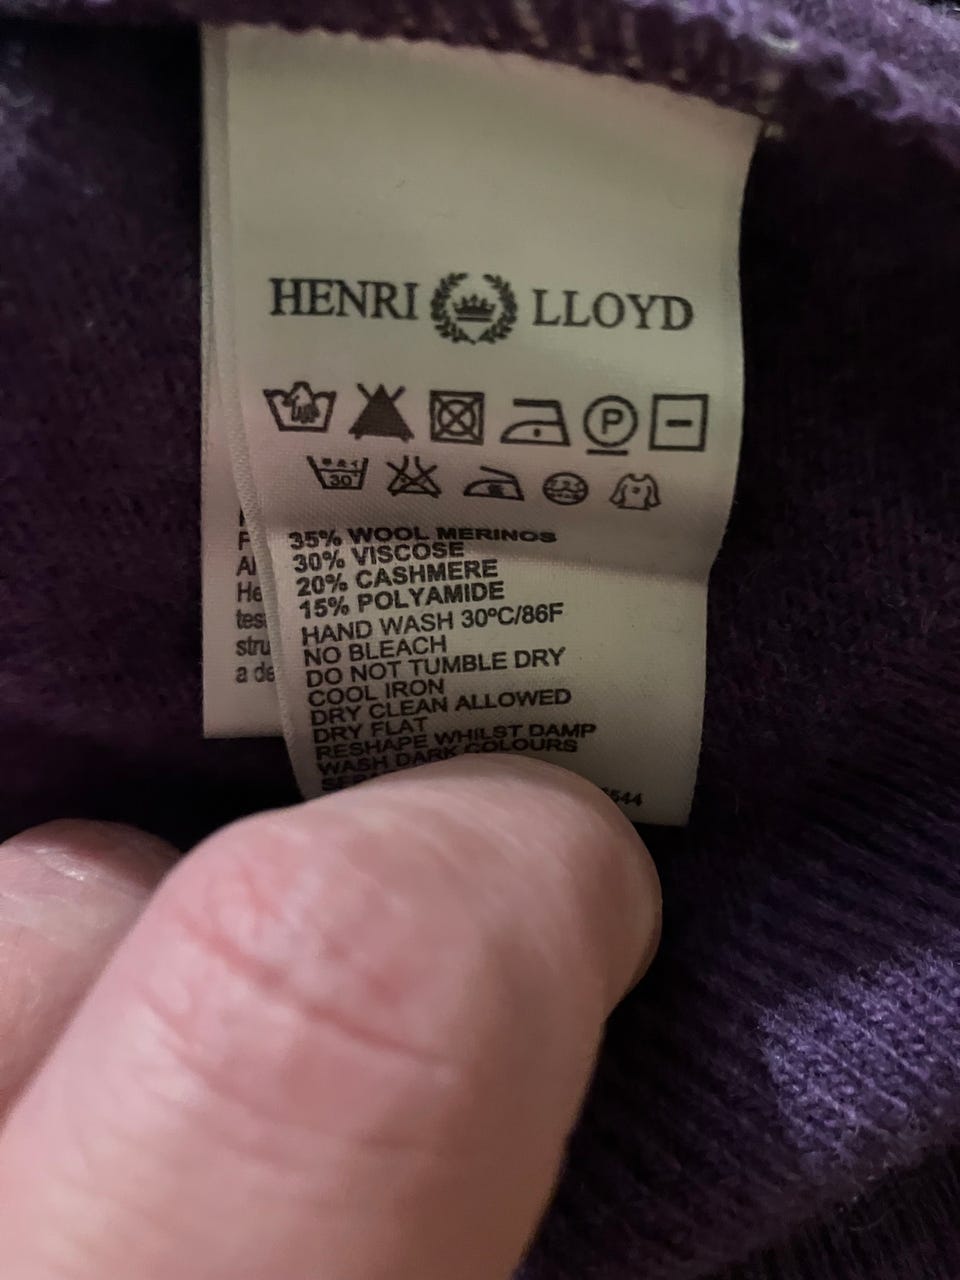 HENRI LLOYD
P
30°
35% WOOL MERINOS
30% VISCOSE
20% CASHMERE
15% POLYAMIDE
HAND WASH 30ºC/86F
NO BLEACH
DO NOT TUMBLE DRY
COOL IRON
DRY CLEAN ALLOWED
DRY FLAT
RESHAPE WHILST DAMP
WASH DARK COLOURS